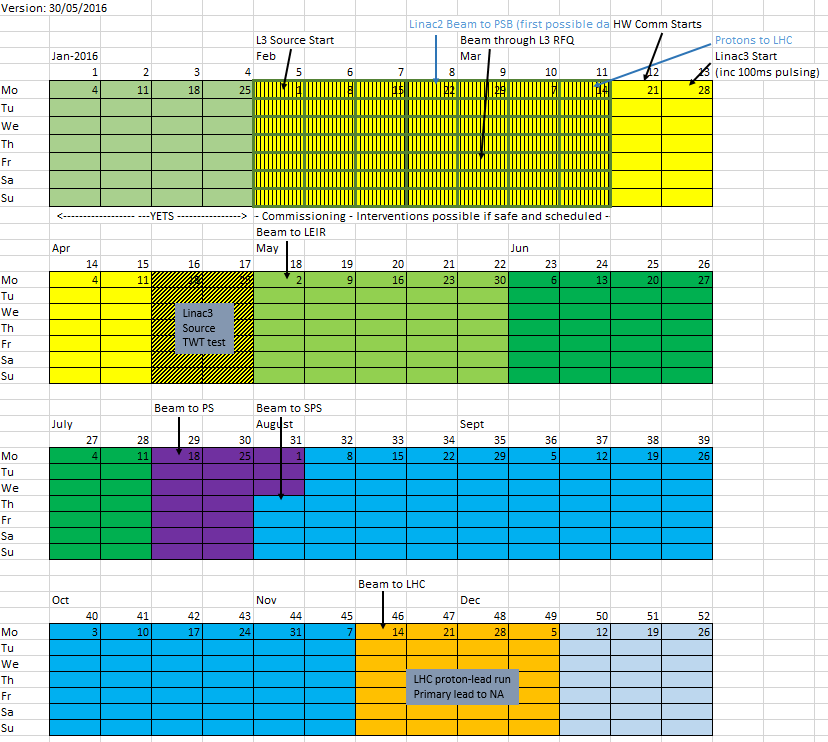 Version: 30/05/2016
Linac2 Beam to PSB (first possible da HW Comm Starts
L3 Source Start Beam through L3 RFQ Protons to LHC
Jan-2016 Feb Mar Linac3 Start
1 2 3 4 5 6 7 8 9 10 11 12 13 (inc 100ms pulsing)
Mo 4 11 18 25 1 8 15 22 29 7 14 21 28
Tu
We
Th
Fr
Sa
Su
<------------------ ---YETS ----------------> - Commissioning - Interventions possible if safe and scheduled -
Beam to LEIR
Apr May Jun
14 15 16 17 18 19 20 21 22 23 24 25 26
Mo 4 11 18 25 2 9 16 23 30 6 13 20 27
Tu
We Linac3
Th Source
Fr TWT test
Sa
Su
Beam to PS Beam to SPS
July August Sept
27 28 29 30 31 32 33 34 35 36 37 38 39
Mo 4 11 18 25 1 8 15 22 29 5 12 19 26
Tu
We
Th
Fr
Sa
Su
Beam to LHC
Oct Nov Dec
40 41 42 43 44 45 46 47 48 49 50 51 52
Mo 3 10 17 24 31 7 14 21 28 5 12 19 26
Tu
We
Th LHC proton-lead run
Fr Primary lead to NA
Sa
Su